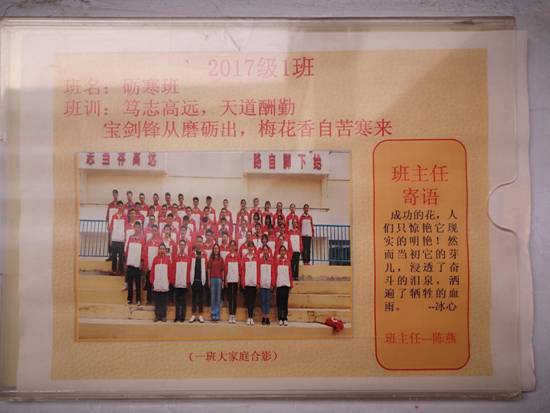 2017级1班
班名：砺寒班
班训：笃志高远，天道酬勤
宝剑锋从磨砺出，梅花香自苦寒来
志当存高远
路自脚下始
（一班大家庭合影）
班主任
寄语
成功的花，人
们只惊艳它现
实的明艳！然
而当初它的芽
儿，浸透了奋
斗的泪泉，洒
遍了牺牲的血
雨。 --冰心
班主任—陈燕